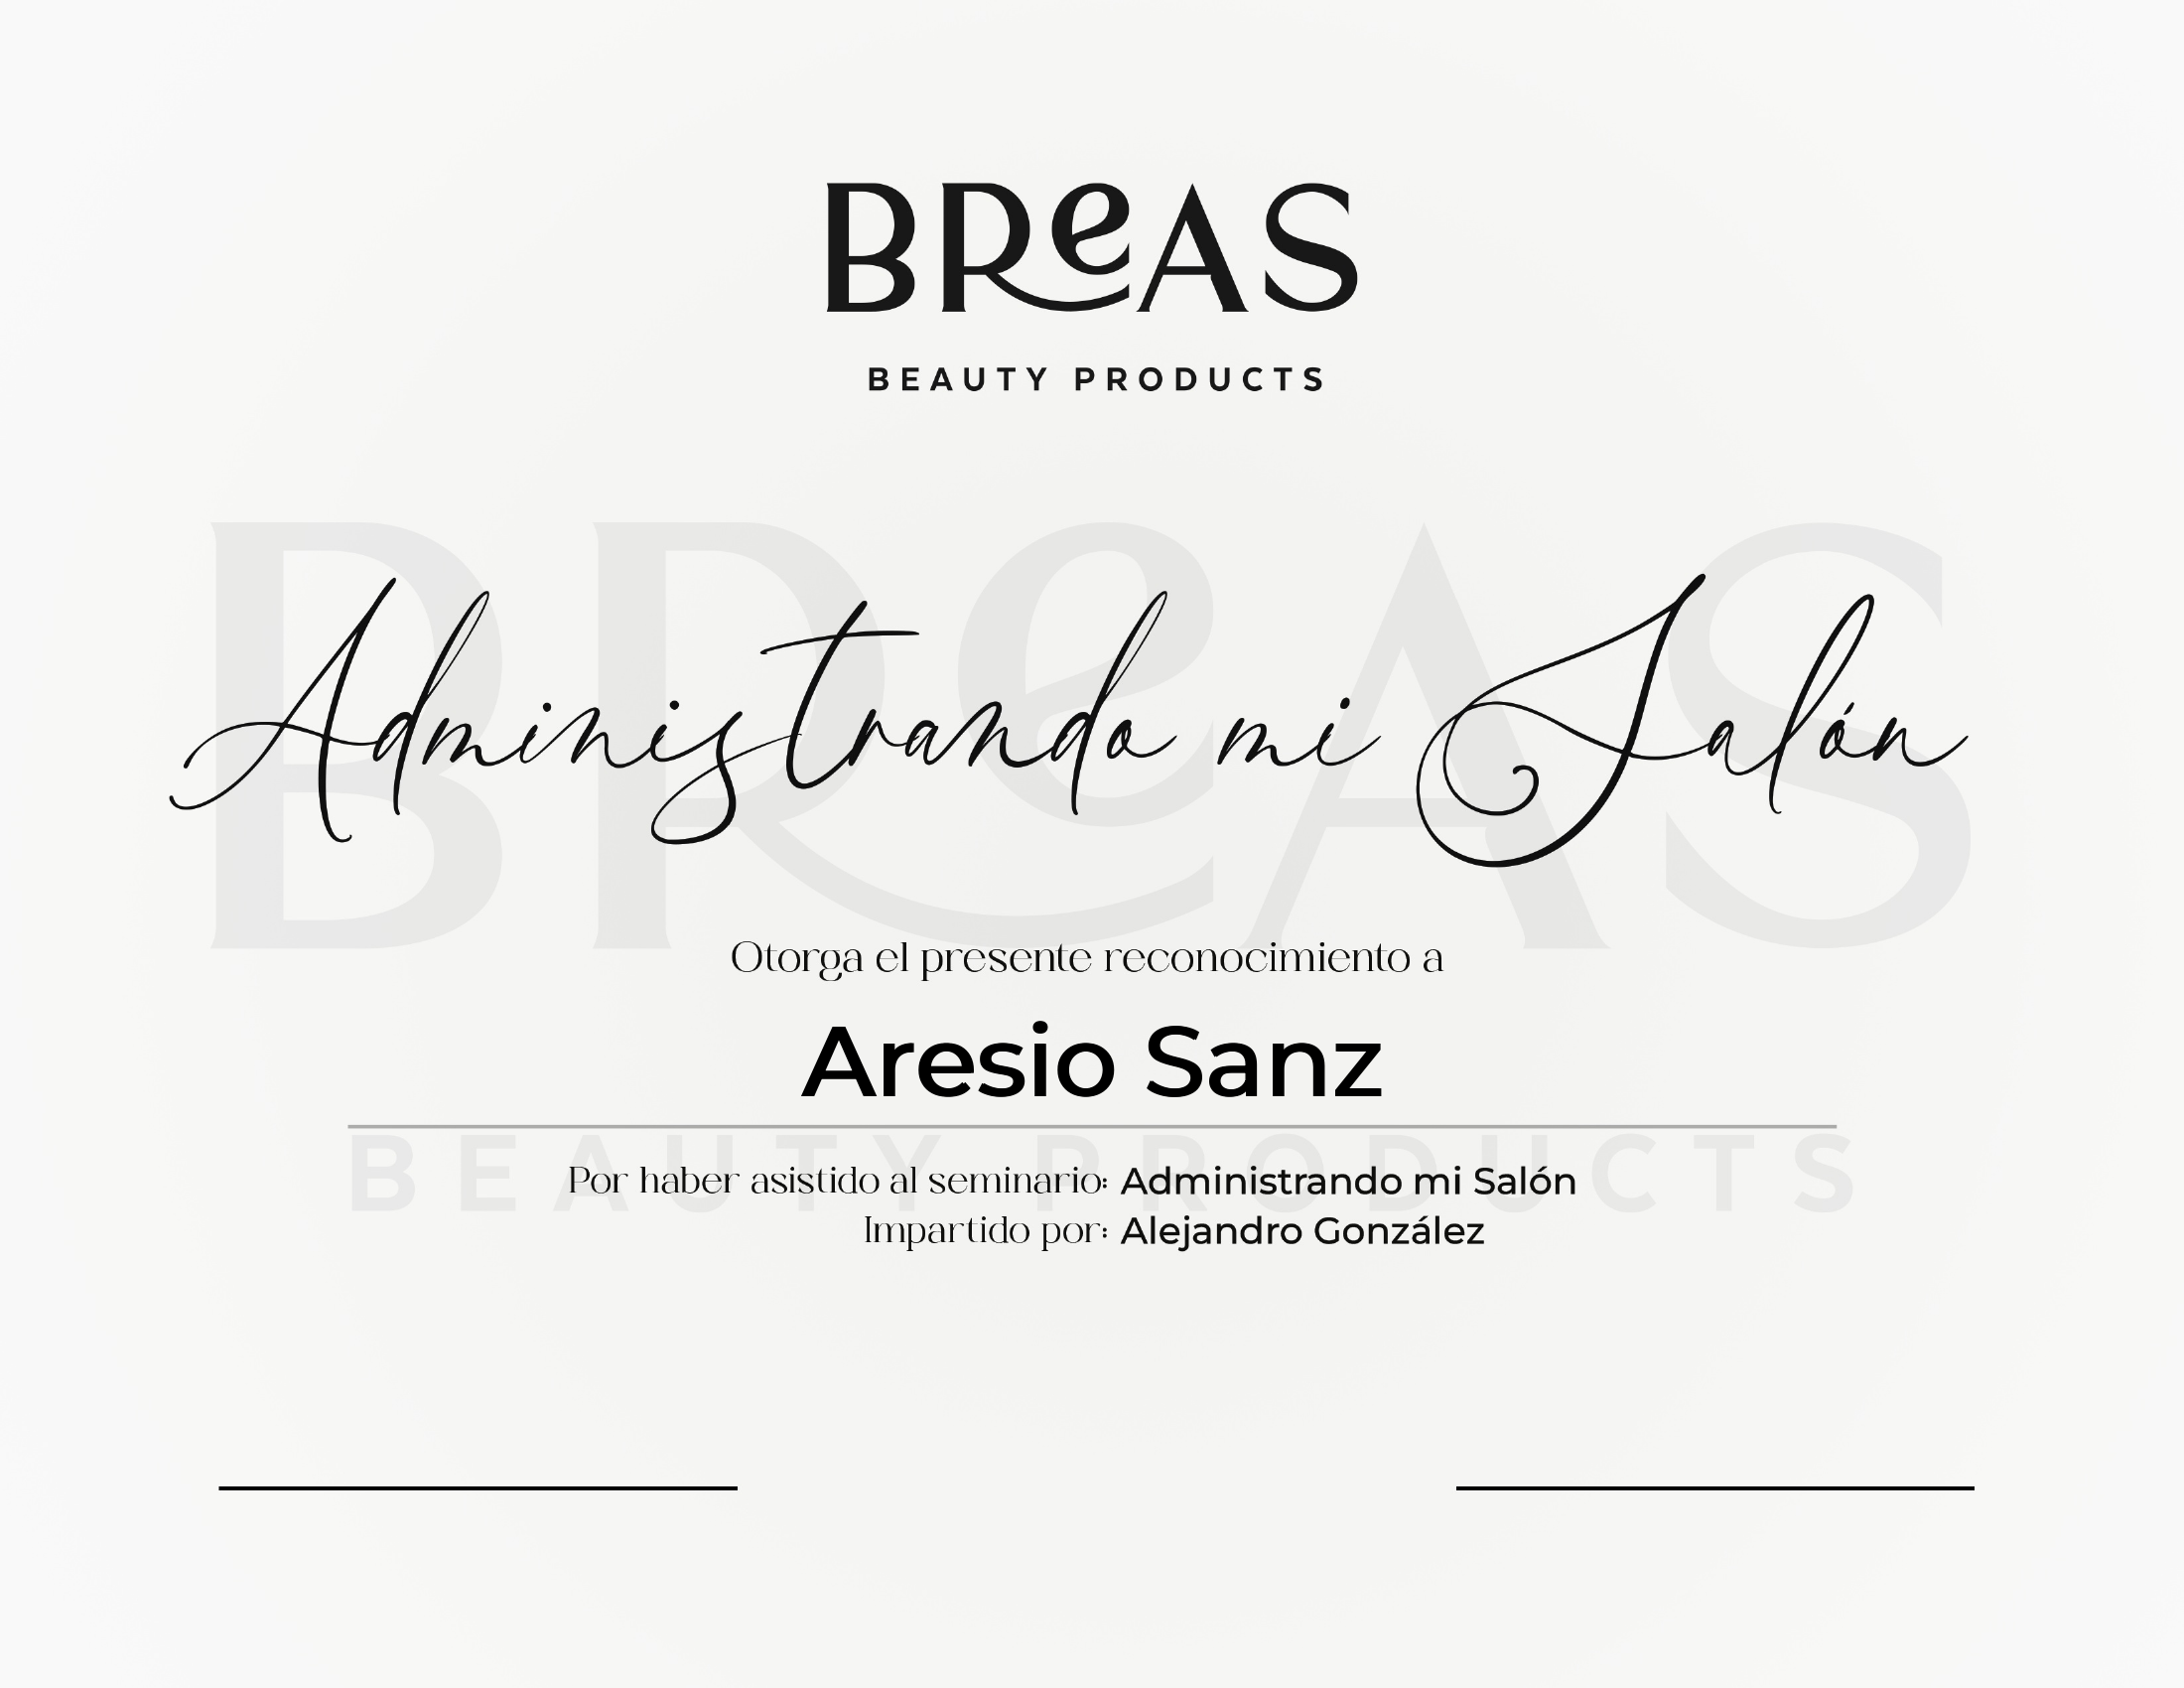 BREAS
BEAUTY PRODUCTS
BREAS
Administrando mi Salón
Otorga el presente reconocimiento a
Aresio Sanz
BEAUTY PRODUCTS
Por haber asistido al seminario: Administrando mi Salón
Impartido por: Alejandro González